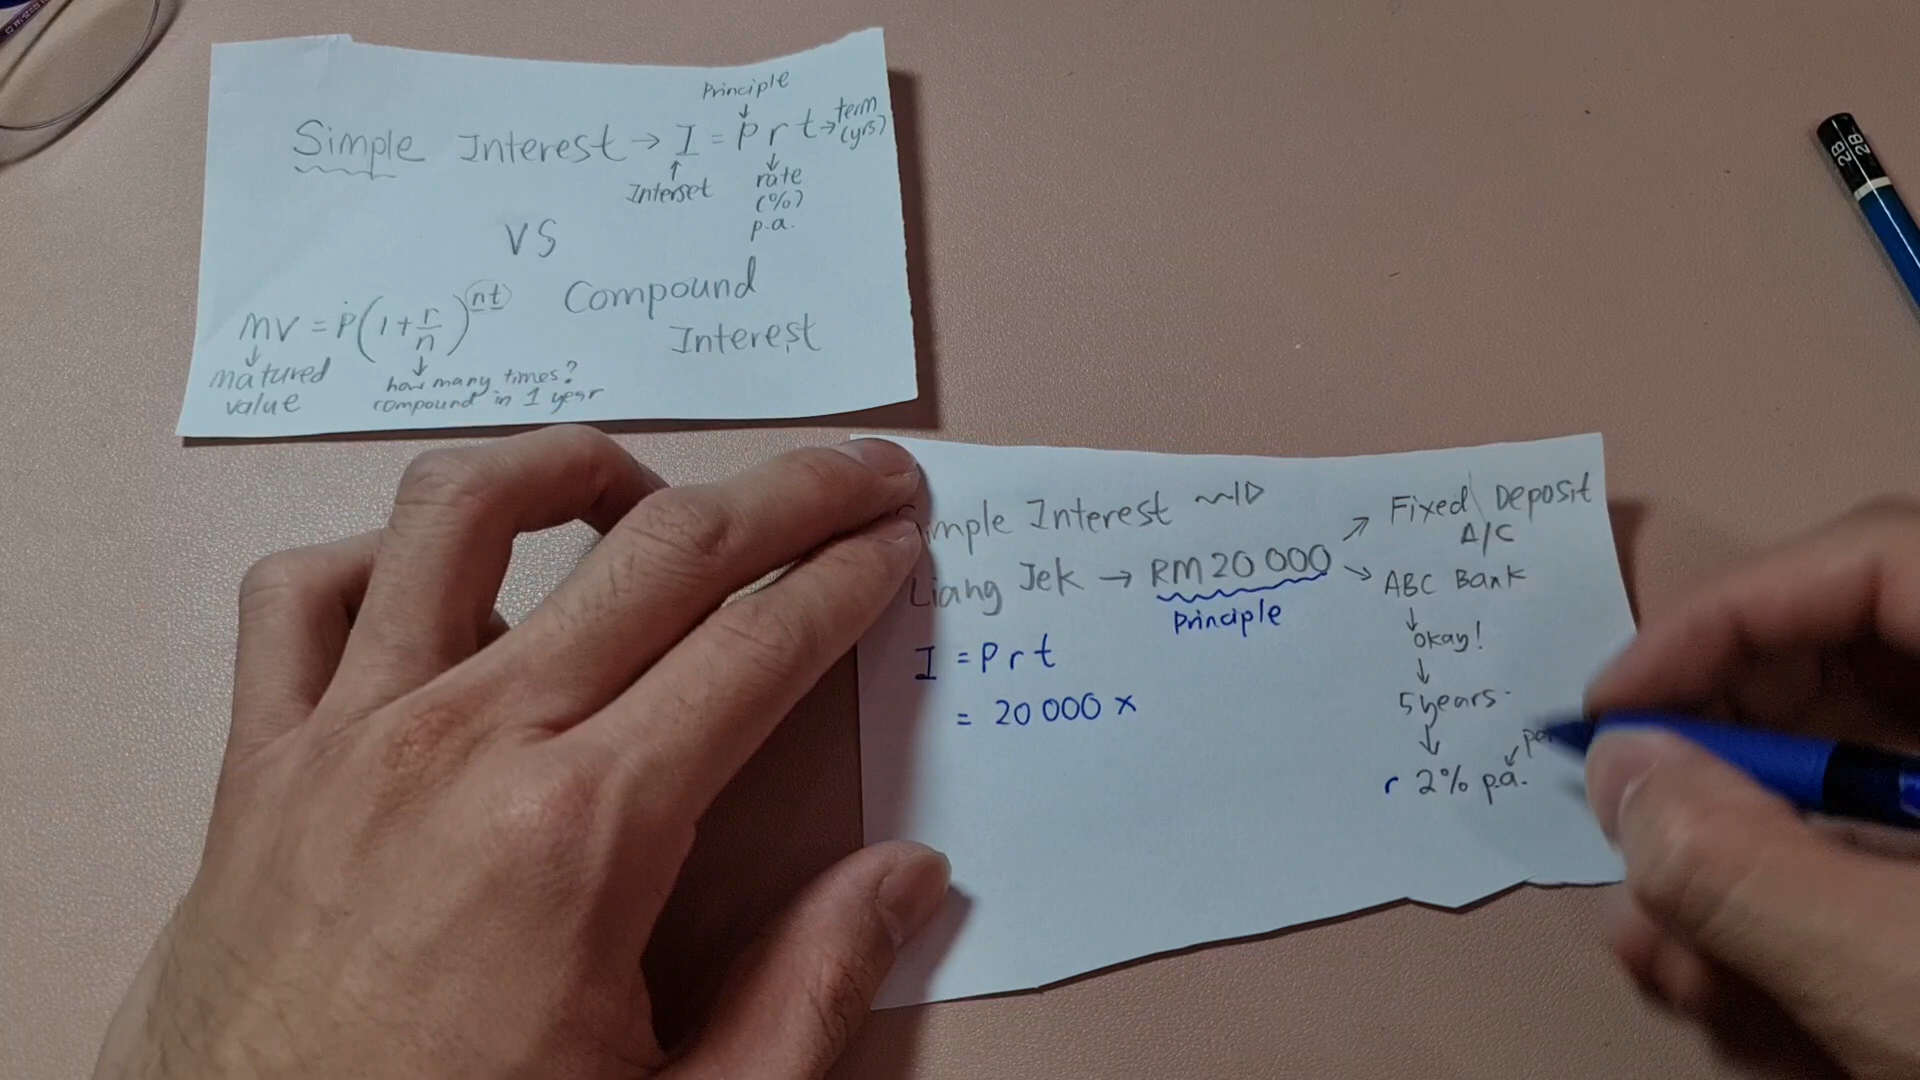 Principle
Simple Interest → I = P r t → term
(yrs)
Interset
rate
(%)
p.a.
VS
MV = P(1+r/n)^nt
Compound
Interest
matured
value
how many times?
compound in 1 year
Simple Interest
Liang Jek → RM 20 000
Principle
Fixed Deposit
A/C
ABC Bank
okay!
5 years
r 2% p.a.
I = P r t
= 20 000 x
2B
2B